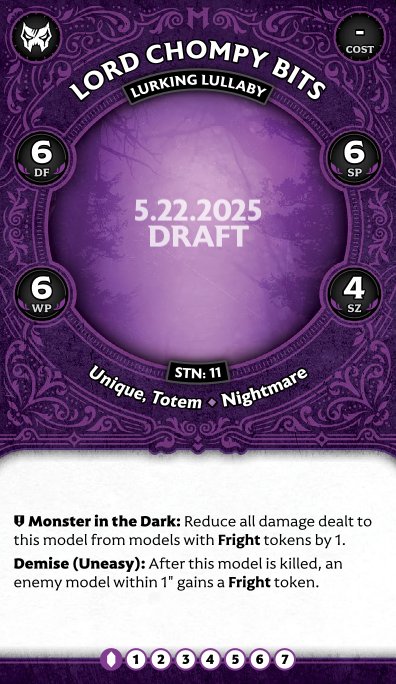 -
COST
LORD CHOMPY BITS
LURKING LULLABY
6
DF
6
SP
5.22.2025
DRAFT
6
WP
4
SZ
STN: 11
Unique, Totem ◆ Nightmare
Monster in the Dark: Reduce all damage dealt to
this model from models with Fright tokens by 1.
Demise (Uneasy): After this model is killed, an
enemy model within 1" gains a Fright token.
1 2 3 4 5 6 7